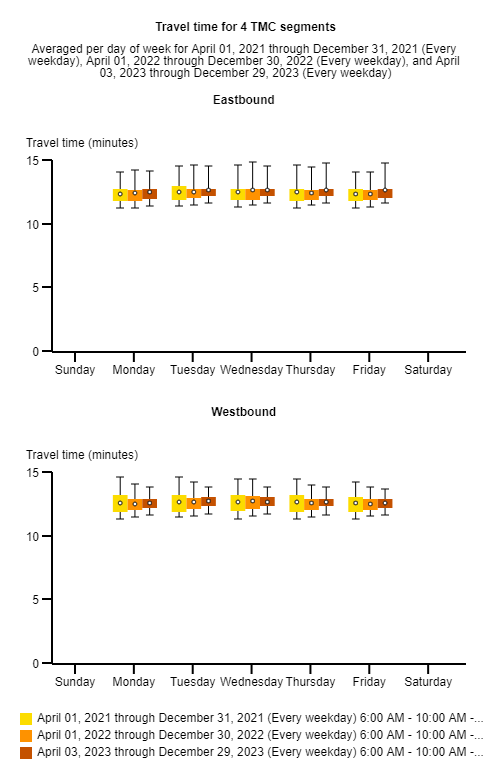 Travel time for 4 TMC segments
Averaged per day of week for April 01, 2021 through December 31, 2021 (Every
weekday), April 01, 2022 through December 30, 2022 (Every weekday), and April
03, 2023 through December 29, 2023 (Every weekday)
Eastbound
Travel time (minutes)
15
10
5
0
Sunday Monday Tuesday Wednesday Thursday Friday Saturday
Westbound
Travel time (minutes)
15
10
5
0
Sunday Monday Tuesday Wednesday Thursday Friday Saturday
April 01, 2021 through December 31, 2021 (Every weekday) 6:00 AM - 10:00 AM -...
April 01, 2022 through December 30, 2022 (Every weekday) 6:00 AM - 10:00 AM -...
April 03, 2023 through December 29, 2023 (Every weekday) 6:00 AM - 10:00 AM -...